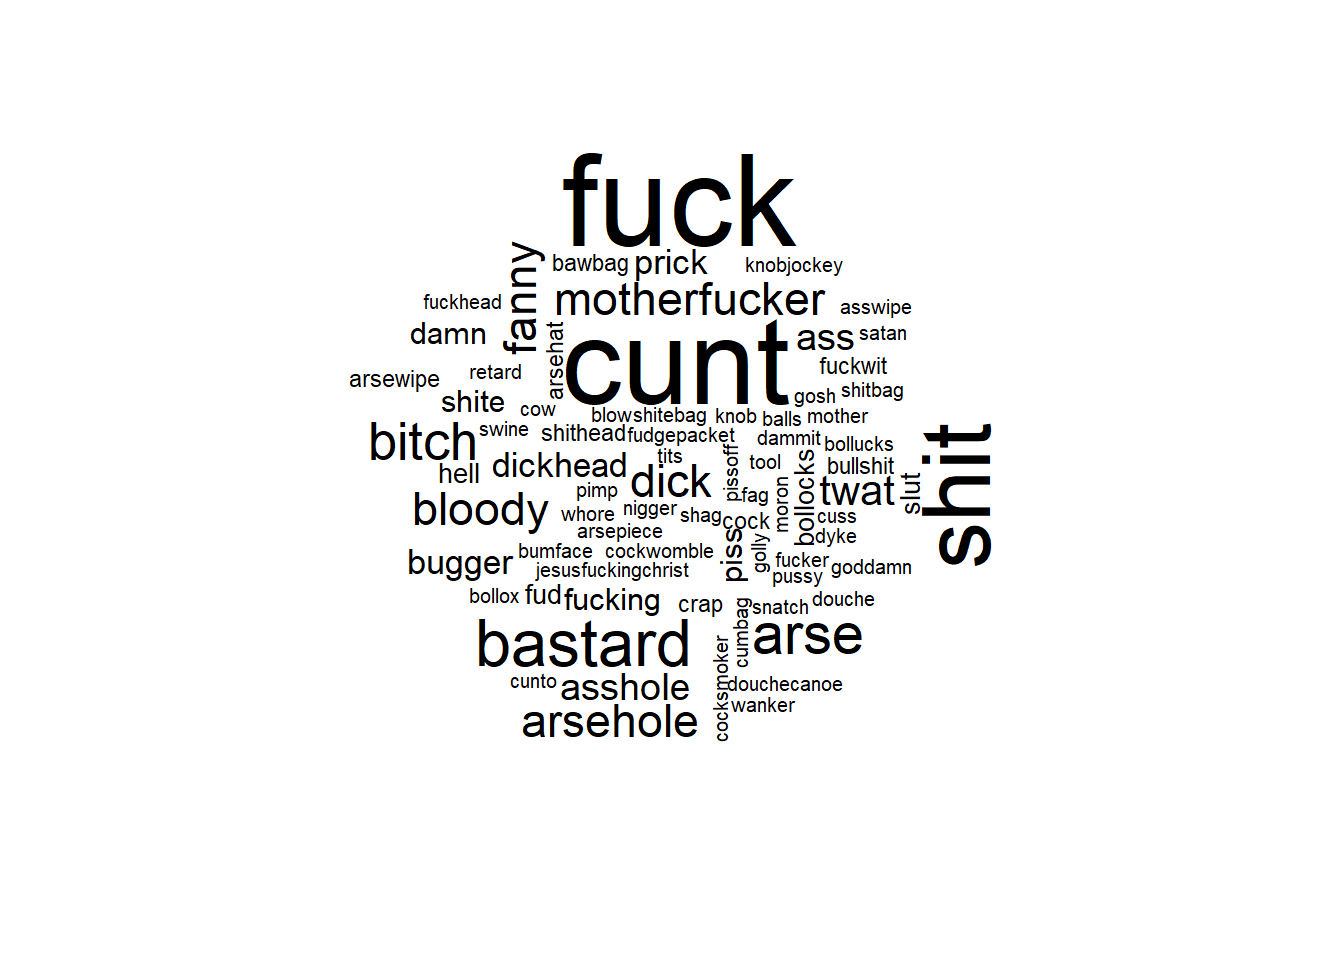 fuck
bawbag
prick
knobjockey
fanny
fuckhead
motherfucker
asswipe
damn
arsehat
cunt
ass
satan
arsewipe
retard
fuckwit
shite
cow
gosh
shitbag
blow
shitebag
knob
balls
mother
bitch
swine
shithead
fudgepacket
dammit
bollucks
shit
hell
dickhead
tits
pissoff
tool
bullshit
pimp
dick
fag
moron
bollocks
twat
slut
bloody
whore
nigger
shag
cock
cuss
arsepiece
dyke
bugger
bumface
cockwomble
piss
golly
fucker
goddamn
jesusfuckingchrist
pussy
bollox
fud
fucking
crap
cumbag
snatch
douche
bastard
arse
cunto
asshole
cocksmoker
douchecanoe
arsehole
wanker